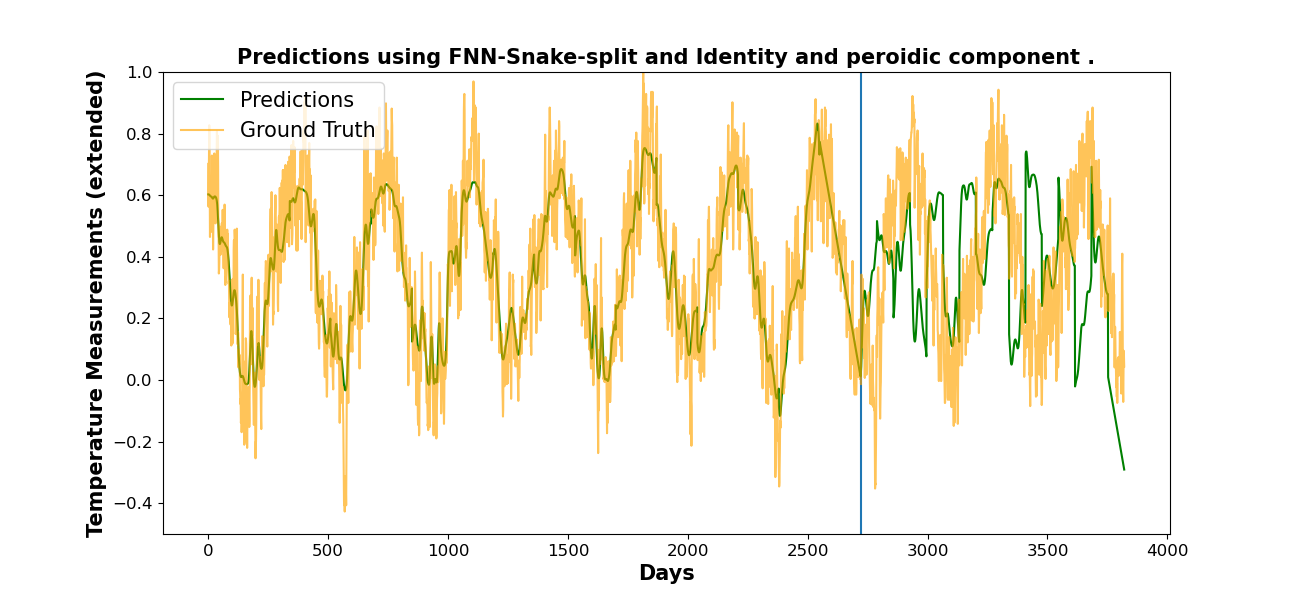 Predictions using FNN-Snake-split and Identity and peroidic component .
Temperature Measurements (extended)
1.0
0.8
0.6
0.4
0.2
0.0
−0.2
−0.4
Predictions
Ground Truth
0 500 1000 1500 2000 2500 3000 3500 4000
Days